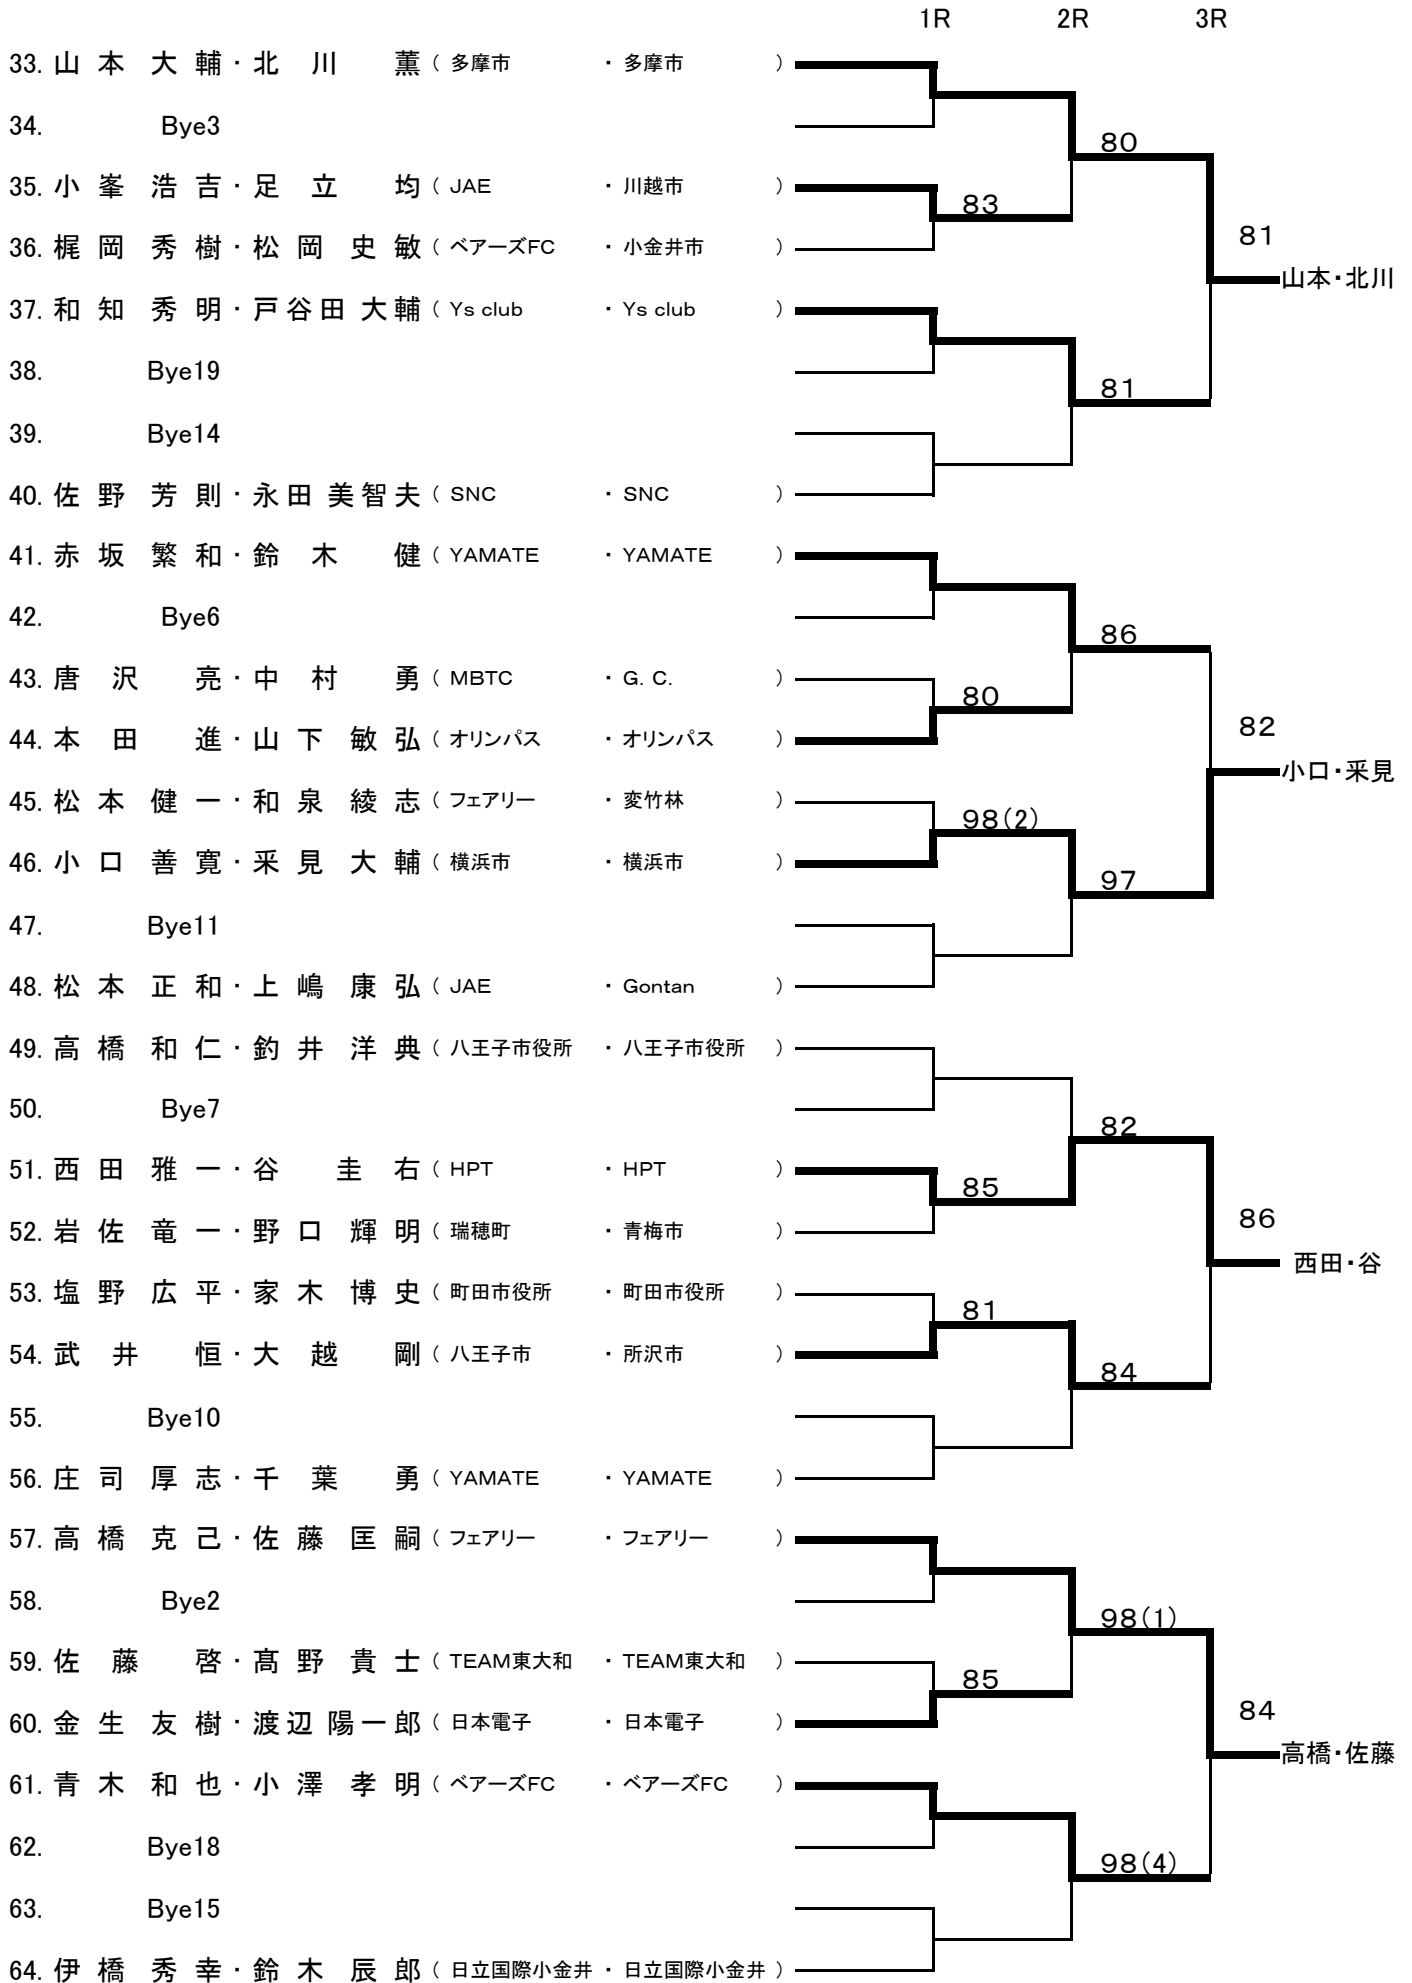 1R 2R 3R
33. 山本 大輔・北川 薫 ( 多摩市 ・ 多摩市 )
34. Bye3
80
35. 小峯 浩吉・足立 均 ( JAE ・ 川越市 )
83
36. 梶岡 秀樹・松岡 史敏 ( ベアーズFC ・ 小金井市 )
81
山本・北川
37. 和知 秀明・戸谷田 大輔 ( Ys club ・ Ys club )
38. Bye19
81
39. Bye14
40. 佐野 芳則・永田 美智夫 ( SNC ・ SNC )
41. 赤坂 繁和・鈴木 健 ( YAMATE ・ YAMATE )
42. Bye6
86
43. 唐沢 亮・中村 勇 ( MBTC ・ G. C. )
80
44. 本田 進・山下 敏弘 ( オリンパス ・ オリンパス )
82
小口・采見
45. 松本 健一・和泉 綾志 ( フェアリー ・ 変竹林 )
98(2)
46. 小口 善寛・采見 大輔 ( 横浜市 ・ 横浜市 )
97
47. Bye11
48. 松本 正和・上嶋 康弘 ( JAE ・ Gontan )
49. 高橋 和仁・釣井 洋典 ( 八王子市役所 ・ 八王子市役所 )
50. Bye7
82
51. 西田 雅一・谷 圭右 ( HPT ・ HPT )
85
52. 岩佐 竜一・野口 輝明 ( 瑞穂町 ・ 青梅市 )
86
西田・谷
53. 塩野 広平・家木 博史 ( 町田市役所 ・ 町田市役所 )
81
54. 武井 恒・大越 剛 ( 八王子市 ・ 所沢市 )
84
55. Bye10
56. 庄司 厚志・千葉 勇 ( YAMATE ・ YAMATE )
57. 高橋 克己・佐藤 匡嗣 ( フェアリー ・ フェアリー )
58. Bye2
98(1)
59. 佐藤 啓・髙野 貴士 ( TEAM東大和 ・ TEAM東大和 )
85
60. 金生 友樹・渡辺 陽一郎 ( 日本電子 ・ 日本電子 )
84
高橋・佐藤
61. 青木 和也・小澤 孝明 ( ベアーズFC ・ ベアーズFC )
62. Bye18
98(4)
63. Bye15
64. 伊橋 秀幸・鈴木 辰郎 ( 日立国際小金井 ・ 日立国際小金井 )